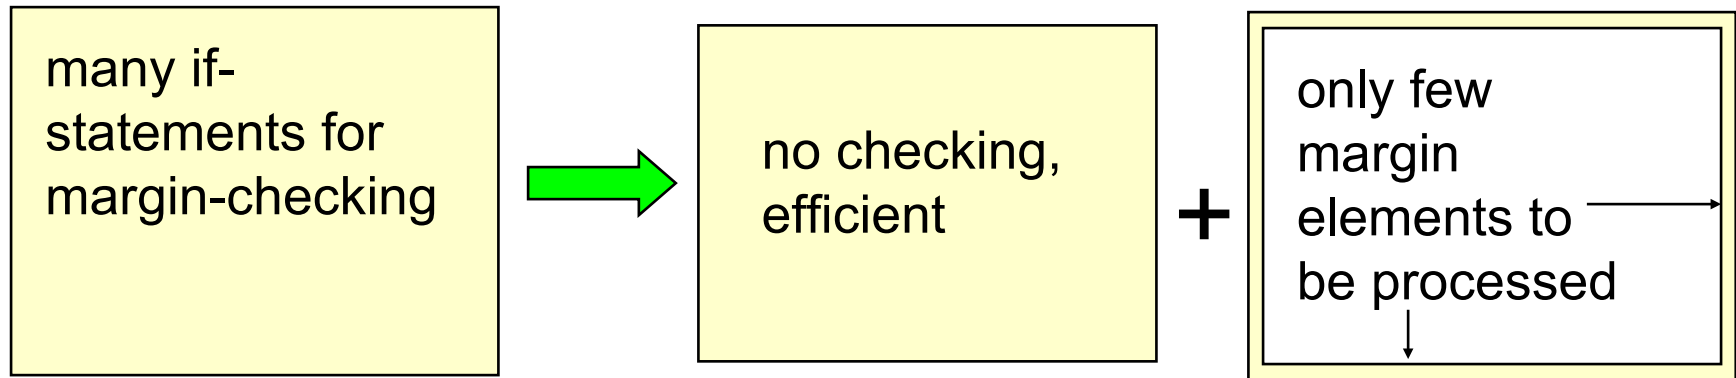 many if-
statements for
margin-checking
no checking,
efficient
+
only few
margin
elements to
be processed